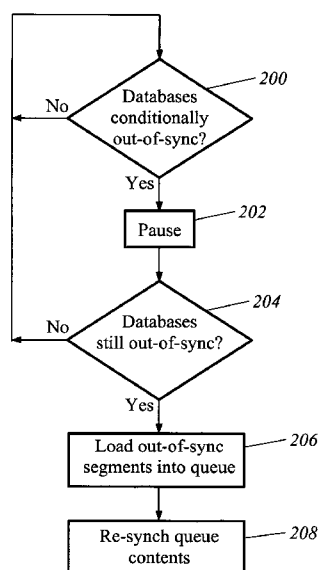 200
Databases
conditionally
out-of-sync?
No
Yes
202
Pause
204
Databases
still out-of-sync?
No
Yes
206
Load out-of-sync
segments into queue
208
Re-synch queue
contents